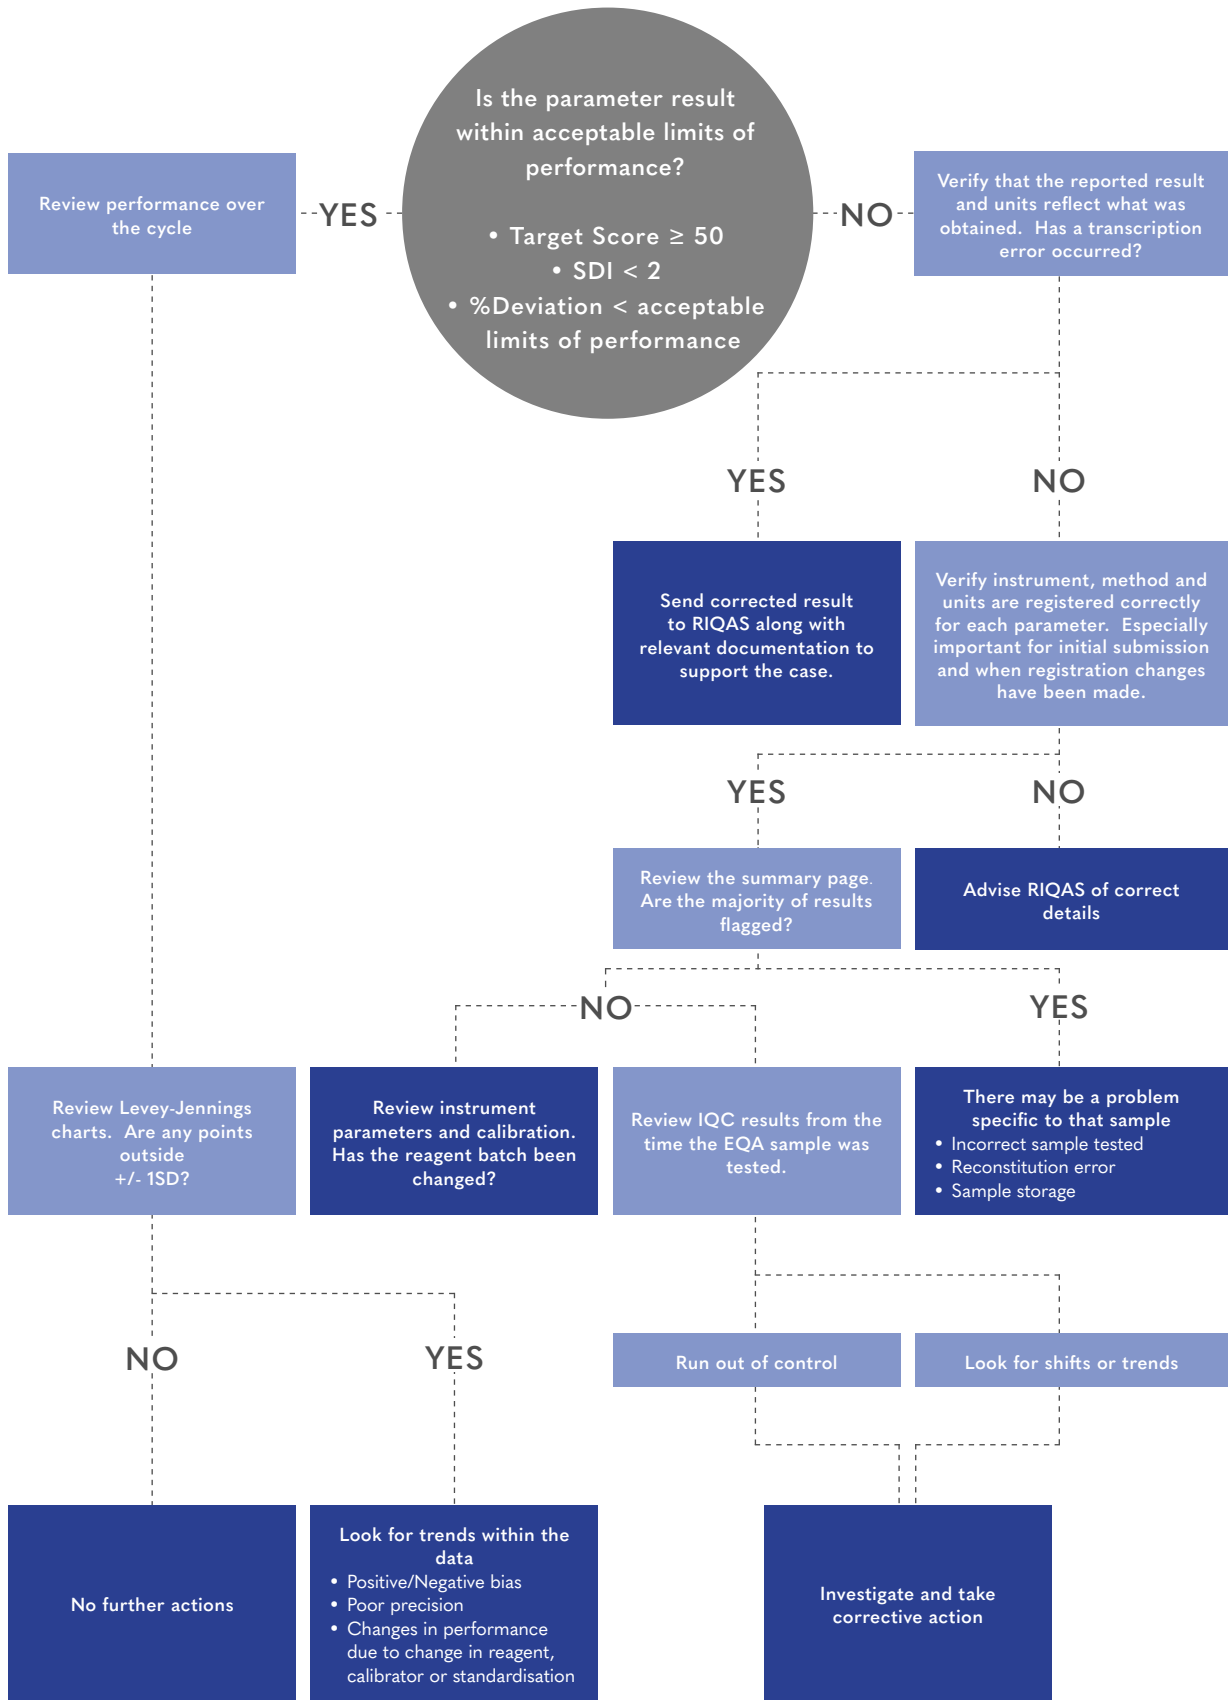 Is the parameter result
within acceptable limits of
performance?
• Target Score ≥ 50
• SDI < 2
• %Deviation < acceptable
limits of performance
Review performance over
the cycle
YES
NO
Verify that the reported result
and units reflect what was
obtained. Has a transcription
error occurred?
YES
NO
Send corrected result
to RIQAS along with
relevant documentation to
support the case.
Verify instrument, method and
units are registered correctly
for each parameter. Especially
important for initial submission
and when registration changes
have been made.
YES
NO
Review the summary page.
Are the majority of results
flagged?
Advise RIQAS of correct
details
NO
YES
Review Levey-Jennings
charts. Are any points
outside
+/- 1SD?
Review instrument
parameters and calibration.
Has the reagent batch been
changed?
Review IQC results from the
time the EQA sample was
tested.
There may be a problem
specific to that sample
• Incorrect sample tested
• Reconstitution error
• Sample storage
NO
YES
Run out of control
Look for shifts or trends
No further actions
Look for trends within the
data
• Positive/Negative bias
• Poor precision
• Changes in performance
due to change in reagent,
calibrator or standardisation
Investigate and take
corrective action